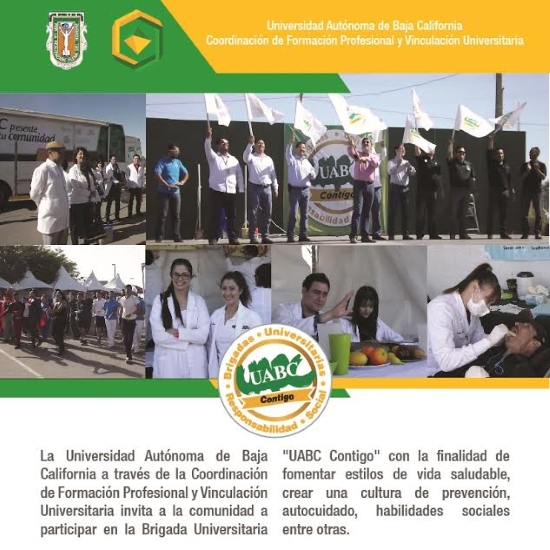 Universidad Autónoma de Baja California
Coordinación de Formación Profesional y Vinculación Universitaria
C presente
tu comunidad
UABC
Contigo
Brigadas Universitarias
UABC
Contigo
Responsabilidad Social
La Universidad Autónoma de Baja
California a través de la Coordinación
de Formación Profesional y Vinculación
Universitaria invita a la comunidad a
participar en la Brigada Universitaria
"UABC Contigo" con la finalidad de
fomentar estilos de vida saludable,
crear una cultura de prevención,
autocuidado, habilidades sociales
entre otras.